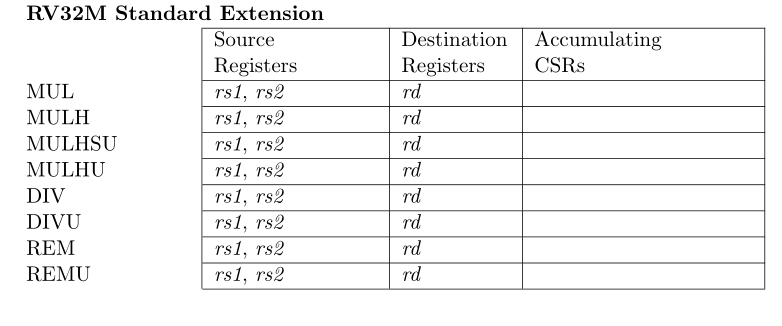 RV32M Standard Extension
Source Registers Destination Registers Accumulating CSRs
MUL rs1, rs2 rd
MULH rs1, rs2 rd
MULHSU rs1, rs2 rd
MULHU rs1, rs2 rd
DIV rs1, rs2 rd
DIVU rs1, rs2 rd
REM rs1, rs2 rd
REMU rs1, rs2 rd